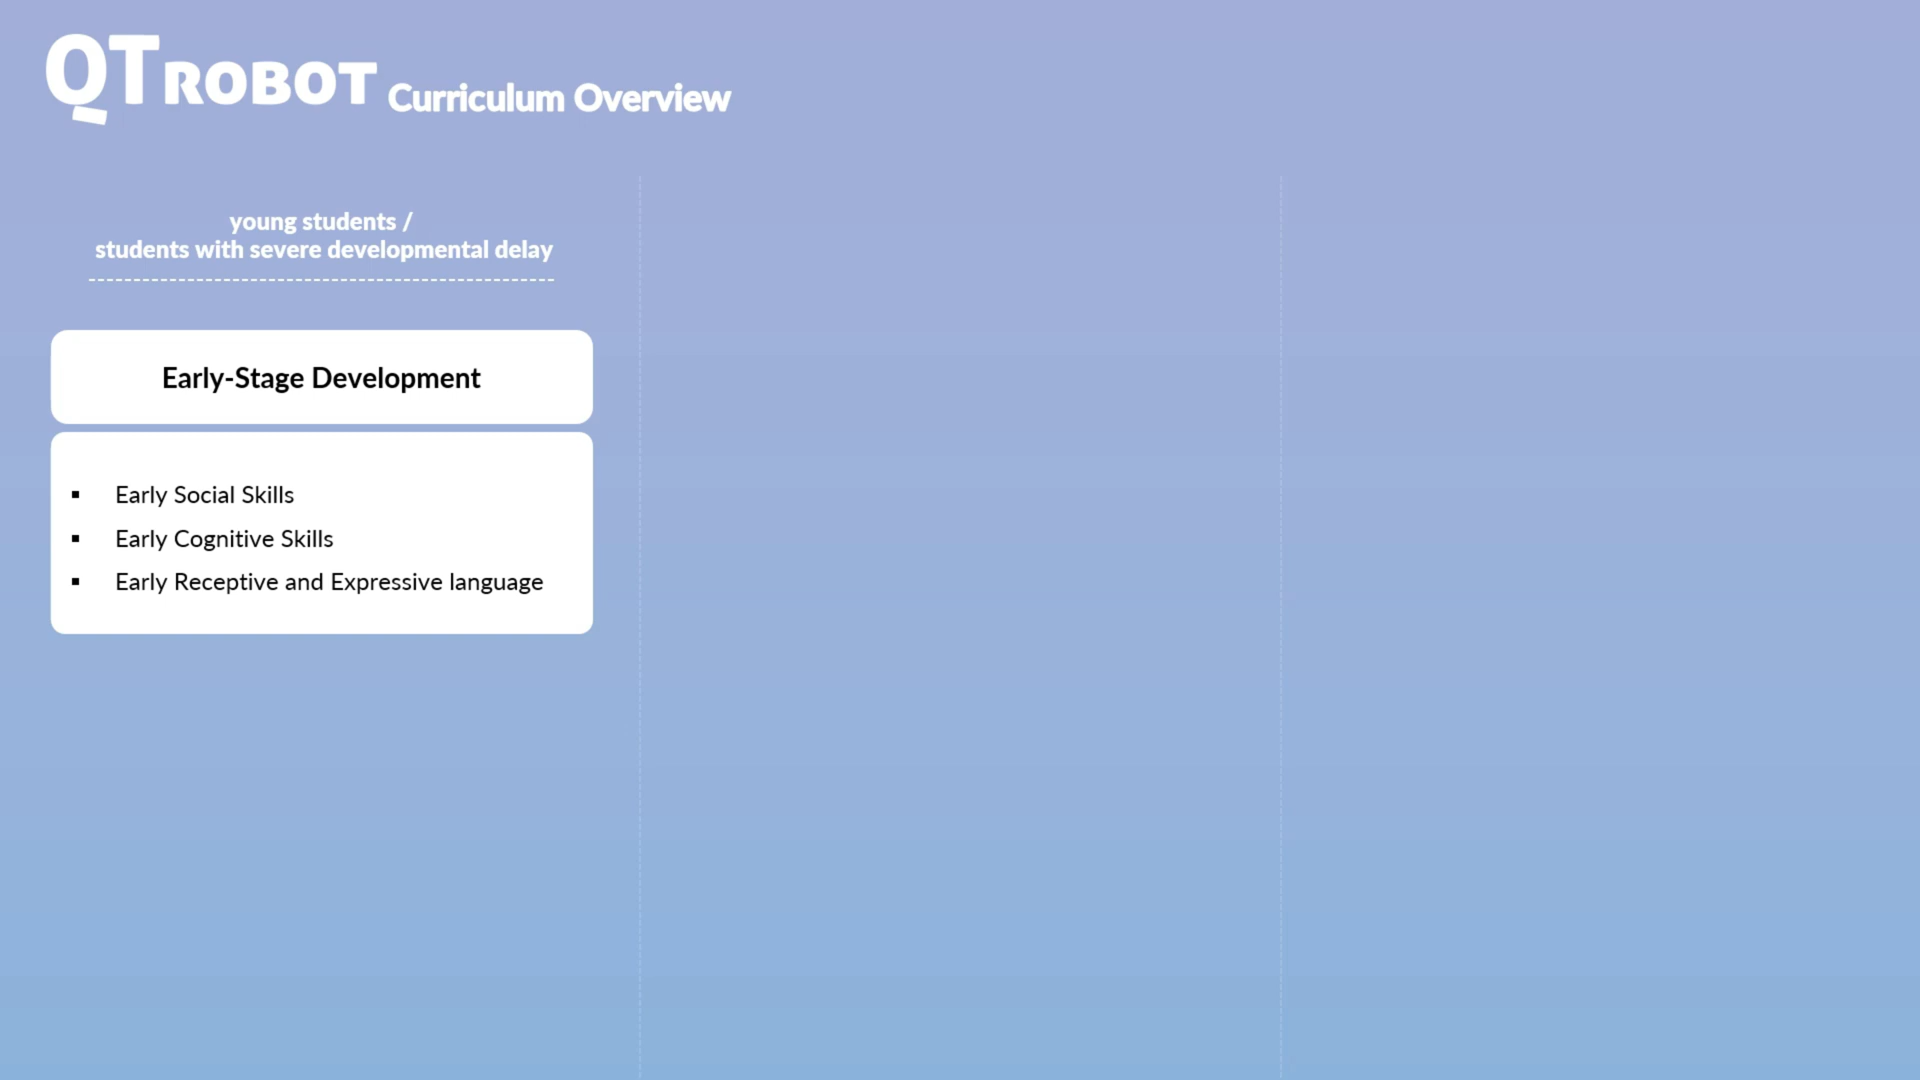 QTROBOT Curriculum Overview
young students /
students with severe developmental delay
Early-Stage Development
▪ Early Social Skills
▪ Early Cognitive Skills
▪ Early Receptive and Expressive language